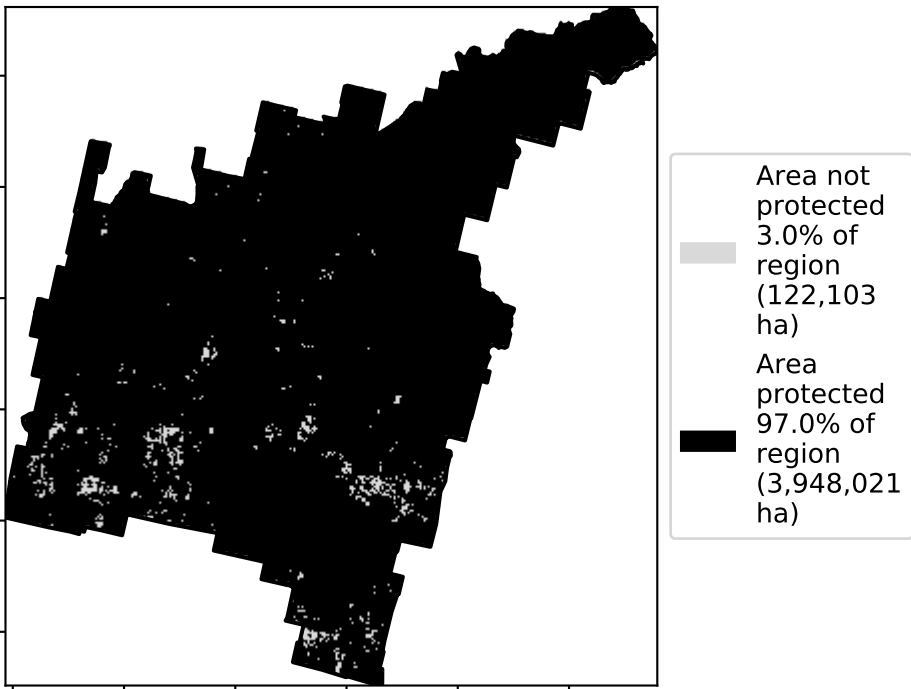 Area not
protected
3.0% of
region
(122,103
ha)
Area
protected
97.0% of
region
(3,948,021
ha)